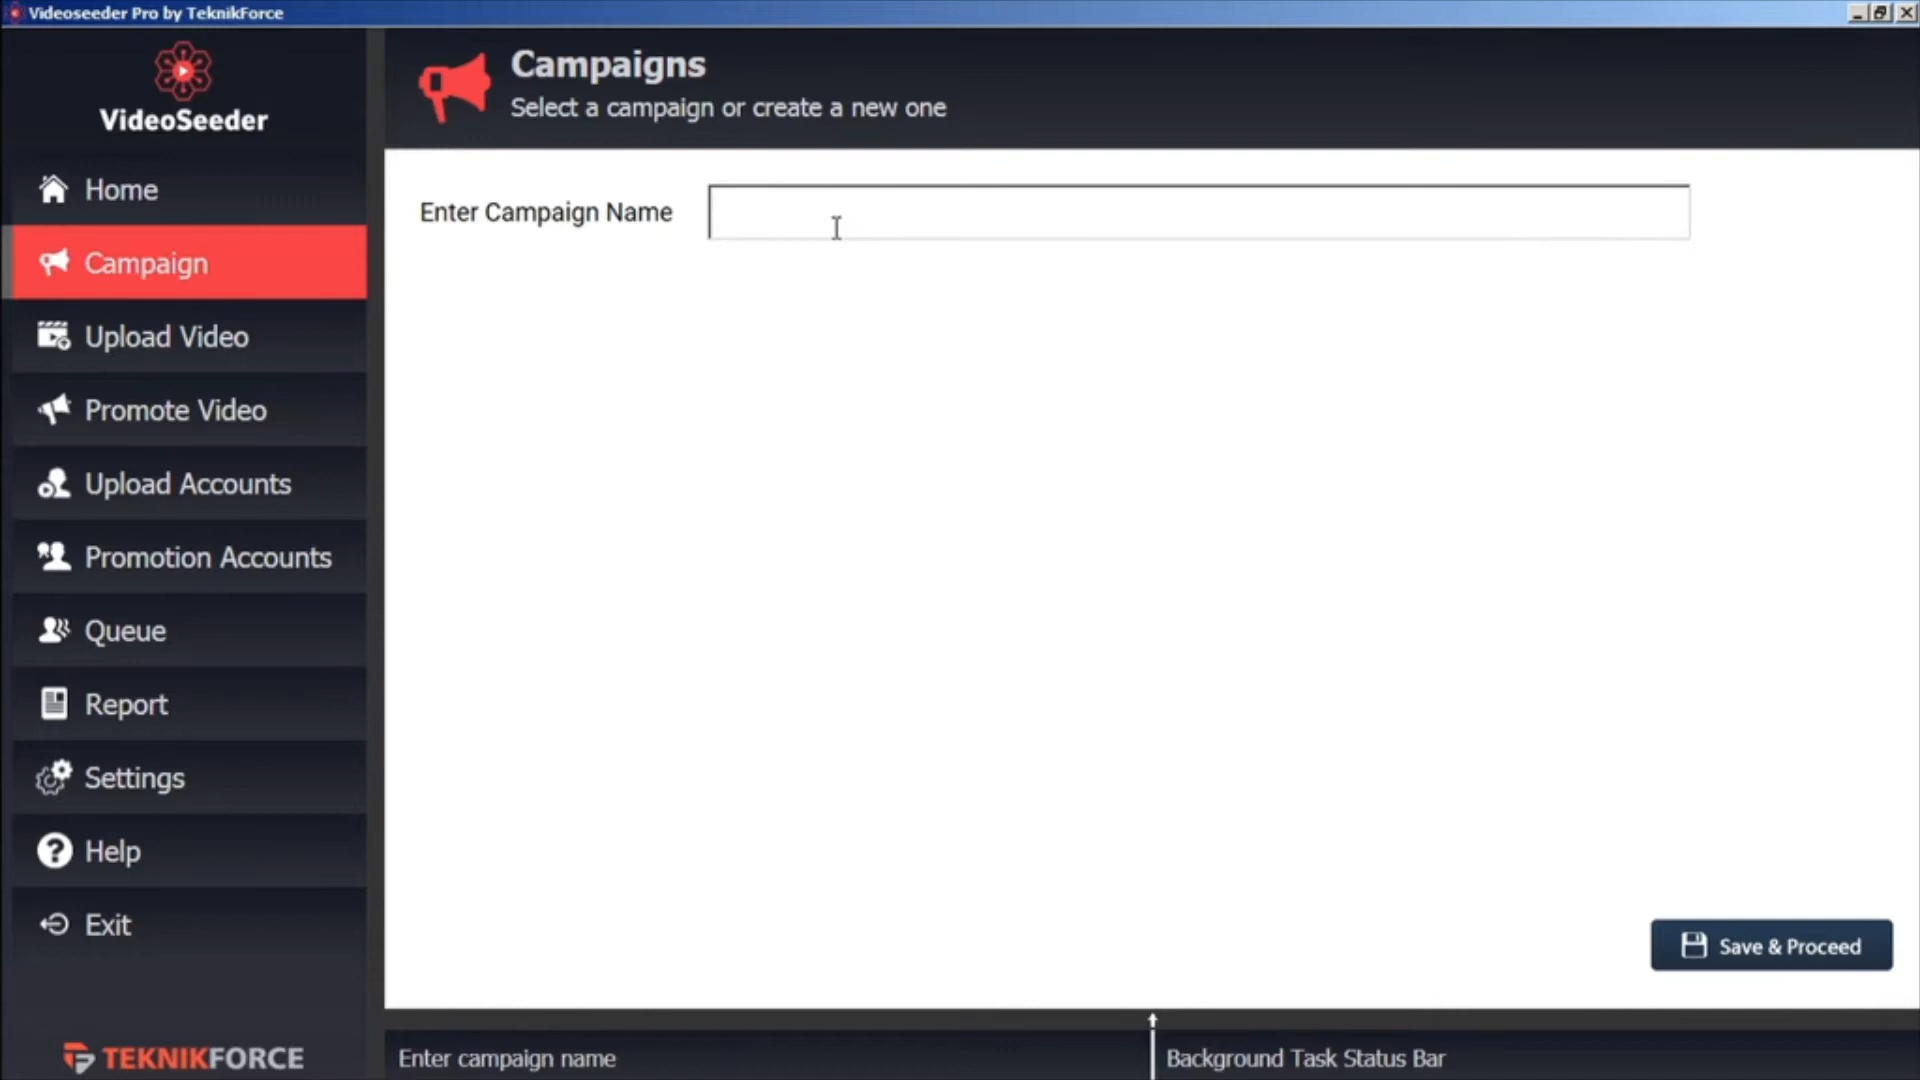 Videoseeder Pro by TeknikForce
VideoSeeder
Home
Campaign
Upload Video
Promote Video
Upload Accounts
Promotion Accounts
Queue
Report
Settings
Help
Exit
TEKNIKFORCE
Campaigns
Select a campaign or create a new one
Enter Campaign Name
Save & Proceed
Enter campaign name
Background Task Status Bar